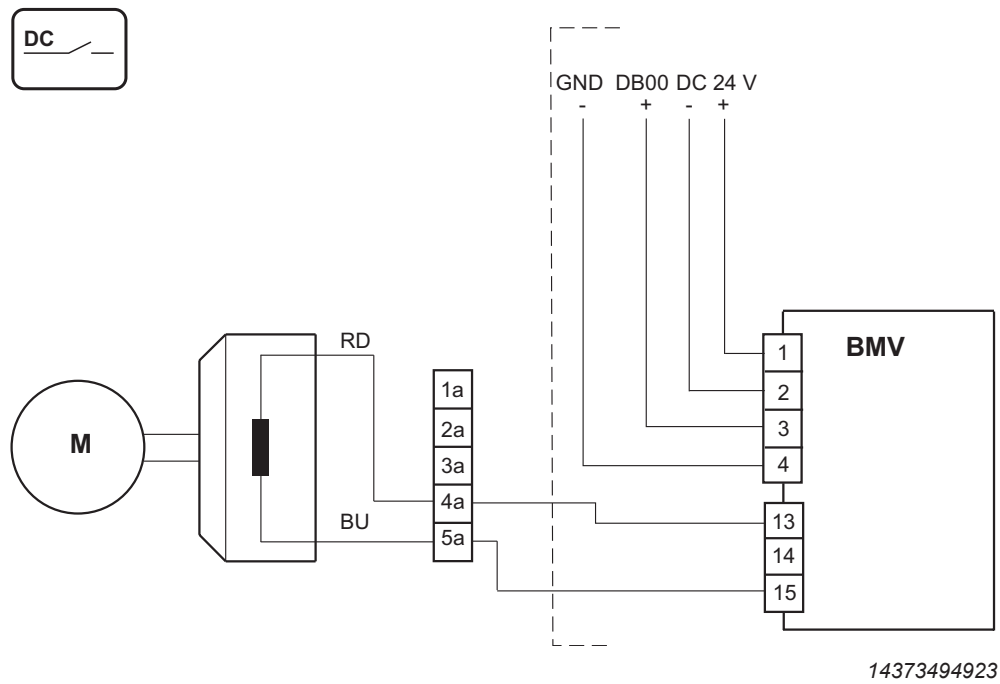 DC
GND DB00 DC 24 V
- + - +
BMV
1
2
3
4
13
14
15
RD
BU
M
1a
2a
3a
4a
5a
14373494923